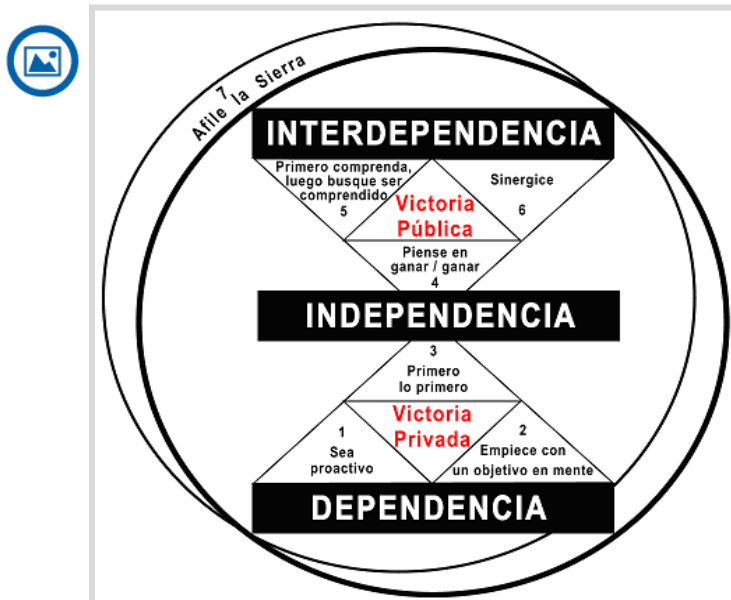 7
Afile la Sierra
INTERDEPENDENCIA
Primero comprenda,
luego busque ser
comprendido
5
Sinergice
6
Victoria
Pública
Piense en
ganar / ganar
4
INDEPENDENCIA
3
Primero
lo primero
Victoria
Privada
1
Sea
proactivo
2
Empiece con
un objetivo en mente
DEPENDENCIA